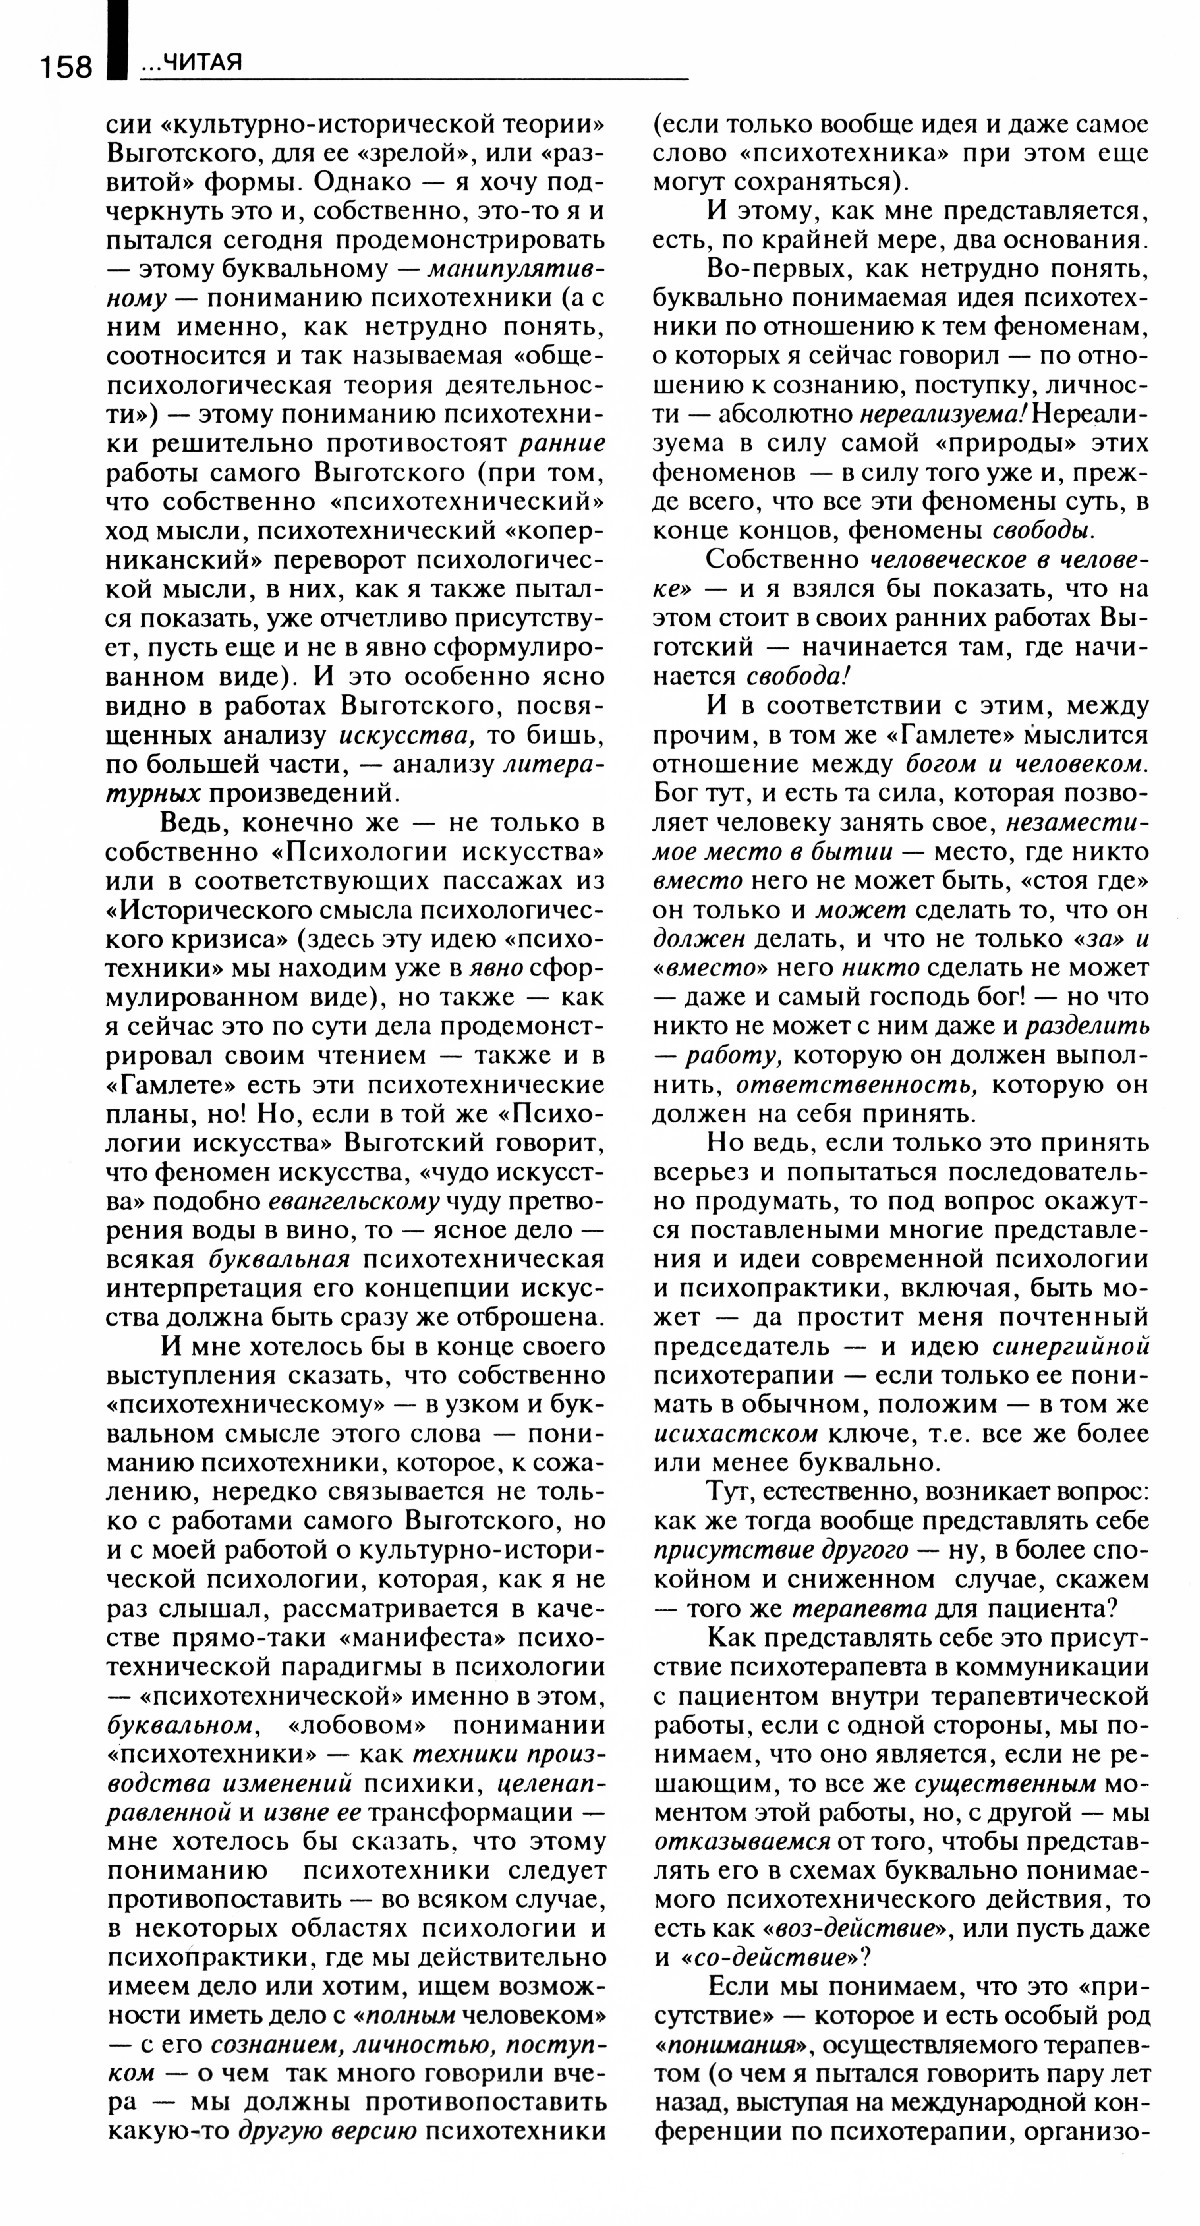 158
...ЧИТАЯ
сии «культурно-исторической теории»
Выготского, для ее «зрелой», или «раз-
витой» формы. Однако — я хочу под-
черкнуть это и, собственно, это-то я и
пытался сегодня продемонстрировать
— этому буквальному — манипулятив-
ному — пониманию психотехники (а с
ним именно, как нетрудно понять,
соотносится и так называемая «обще-
психологическая теория деятельнос-
ти») — этому пониманию психотехни-
ки решительно противостоят ранние
работы самого Выготского (при том,
что собственно «психотехнический»
ход мысли, психотехнический «копер-
никанский» переворот психологичес-
кой мысли, в них, как я также пытал-
ся показать, уже отчетливо присутству-
ет, пусть еще и не в явно сформулиро-
ванном виде). И это особенно ясно
видно в работах Выготского, посвя-
щенных анализу искусства, то бишь,
по большей части, — анализу литера-
турных произведений.
Ведь, конечно же — не только в
собственно «Психологии искусства»
или в соответствующих пассажах из
«Исторического смысла психологичес-
кого кризиса» (здесь эту идею «психо-
техники» мы находим уже в явно сфор-
мулированном виде), но также — как
я сейчас это по сути дела продемонст-
рировал своим чтением — также и в
«Гамлете» есть эти психотехнические
планы, но! Но, если в той же «Психо-
логии искусства» Выготский говорит,
что феномен искусства, «чудо искусст-
ва» подобно евангельскому чуду претво-
рения воды в вино, то — ясное дело —
всякая буквальная психотехническая
интерпретация его концепции искус-
ства должна быть сразу же отброшена.
И мне хотелось бы в конце своего
выступления сказать, что собственно
«психотехническому» — в узком и бук-
вальном смысле этого слова — пони-
манию психотехники, которое, к сожа-
лению, нередко связывается не толь-
ко с работами самого Выготского, но
и с моей работой о культурно-истори-
ческой психологии, которая, как я не
раз слышал, рассматривается в каче-
стве прямо-таки «манифеста» психо-
технической парадигмы в психологии
— «психотехнической» именно в этом,
буквальном, «лобовом» понимании
«психотехники» — как техники произ-
водства изменений психики, целенап-
равленной и извне ее трансформации —
мне хотелось бы сказать, что этому
пониманию психотехники следует
противопоставить — во всяком случае,
в некоторых областях психологии и
психопрактики, где мы действительно
имеем дело или хотим, ищем возмож-
ности иметь дело с «полным человеком»
— с его сознанием, личностью, поступ-
ком — о чем так много говорили вче-
ра — мы должны противопоставить
какую-то другую версию психотехники
(если только вообще идея и даже самое
слово «психотехника» при этом еще
могут сохраняться).
И этому, как мне представляется,
есть, по крайней мере, два основания.
Во-первых, как нетрудно понять,
буквально понимаемая идея психотех-
ники по отношению к тем феноменам,
о которых я сейчас говорил — по отно-
шению к сознанию, поступку, личнос-
ти — абсолютно нереализуема! Нереали-
зуема в силу самой «природы» этих
феноменов — в силу того уже и, преж-
де всего, что все эти феномены суть, в
конце концов, феномены свободы.
Собственно человеческое в челове-
ке» — и я взялся бы показать, что на
этом стоит в своих ранних работах Вы-
готский — начинается там, где начи-
нается свобода!
И в соответствии с этим, между
прочим, в том же «Гамлете» мыслится
отношение между богом и человеком.
Бог тут, и есть та сила, которая позво-
ляет человеку занять свое, незамести-
мое место в бытии — место, где никто
вместо него не может быть, «стоя где»
он только и может сделать то, что он
должен делать, и что не только «за» и
«вместо» него никто сделать не может
— даже и самый господь бог! — но что
никто не может с ним даже и разделить
— работу, которую он должен выпол-
нить, ответственность, которую он
должен на себя принять.
Но ведь, если только это принять
всерьез и попытаться последователь-
но продумать, то под вопрос окажут-
ся поставлеными многие представле-
ния и идеи современной психологии
и психопрактики, включая, быть мо-
жет — да простит меня почтенный
председатель — и идею синергийной
психотерапии — если только ее пони-
мать в обычном, положим — в том же
исихастском ключе, т.е. все же более
или менее буквально.
Тут, естественно, возникает вопрос:
как же тогда вообще представлять себе
присутствие другого — ну, в более спо-
койном и сниженном случае, скажем
— того же терапевта для пациента?
Как представлять себе это присут-
ствие психотерапевта в коммуникации
с пациентом внутри терапевтической
работы, если с одной стороны, мы по-
нимаем, что оно является, если не ре-
шающим, то все же существенным мо-
ментом этой работы, но, с другой — мы
отказываемся от того, чтобы представ-
лять его в схемах буквально понимае-
мого психотехнического действия, то
есть как «воз-действие», или пусть даже
и «со-действие»?
Если мы понимаем, что это «при-
сутствие» — которое и есть особый род
«понимания», осуществляемого терапев-
том (о чем я пытался говорить пару лет
назад, выступая на международной кон-
ференции по психотерапии, организо-